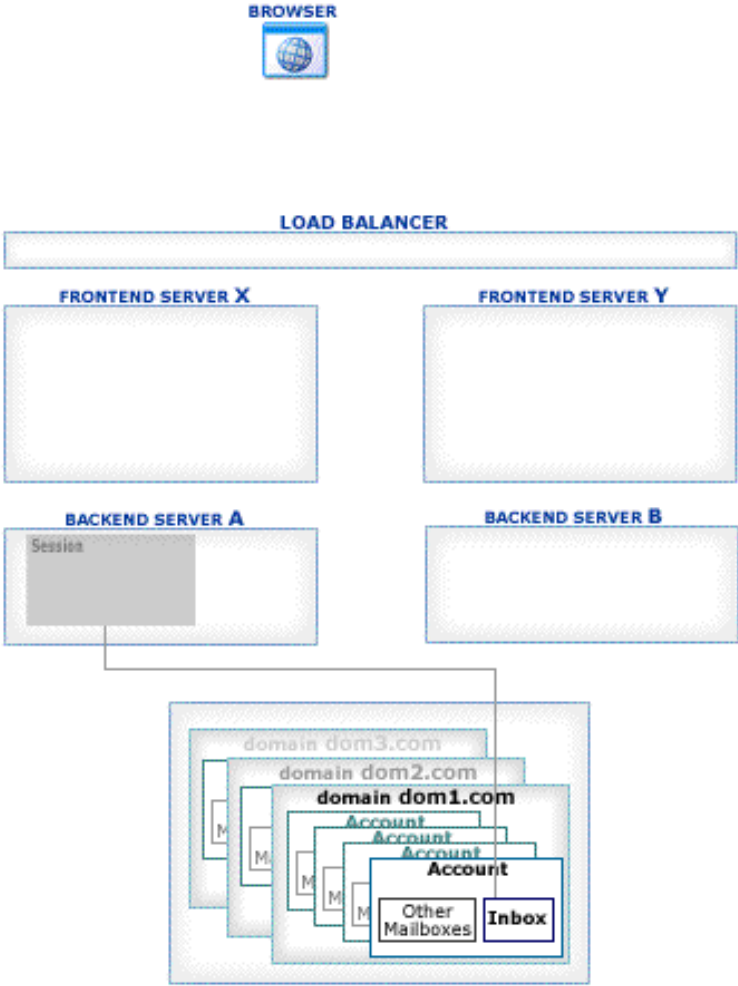 BROWSER
LOAD BALANCER
FRONTEND SERVER X
FRONTEND SERVER Y
BACKEND SERVER A
BACKEND SERVER B
Session
domain dom3.com
domain dom2.com
domain dom1.com
Account
Account
Account
Account
M
M
M
M
M
Other
Mailboxes
Inbox